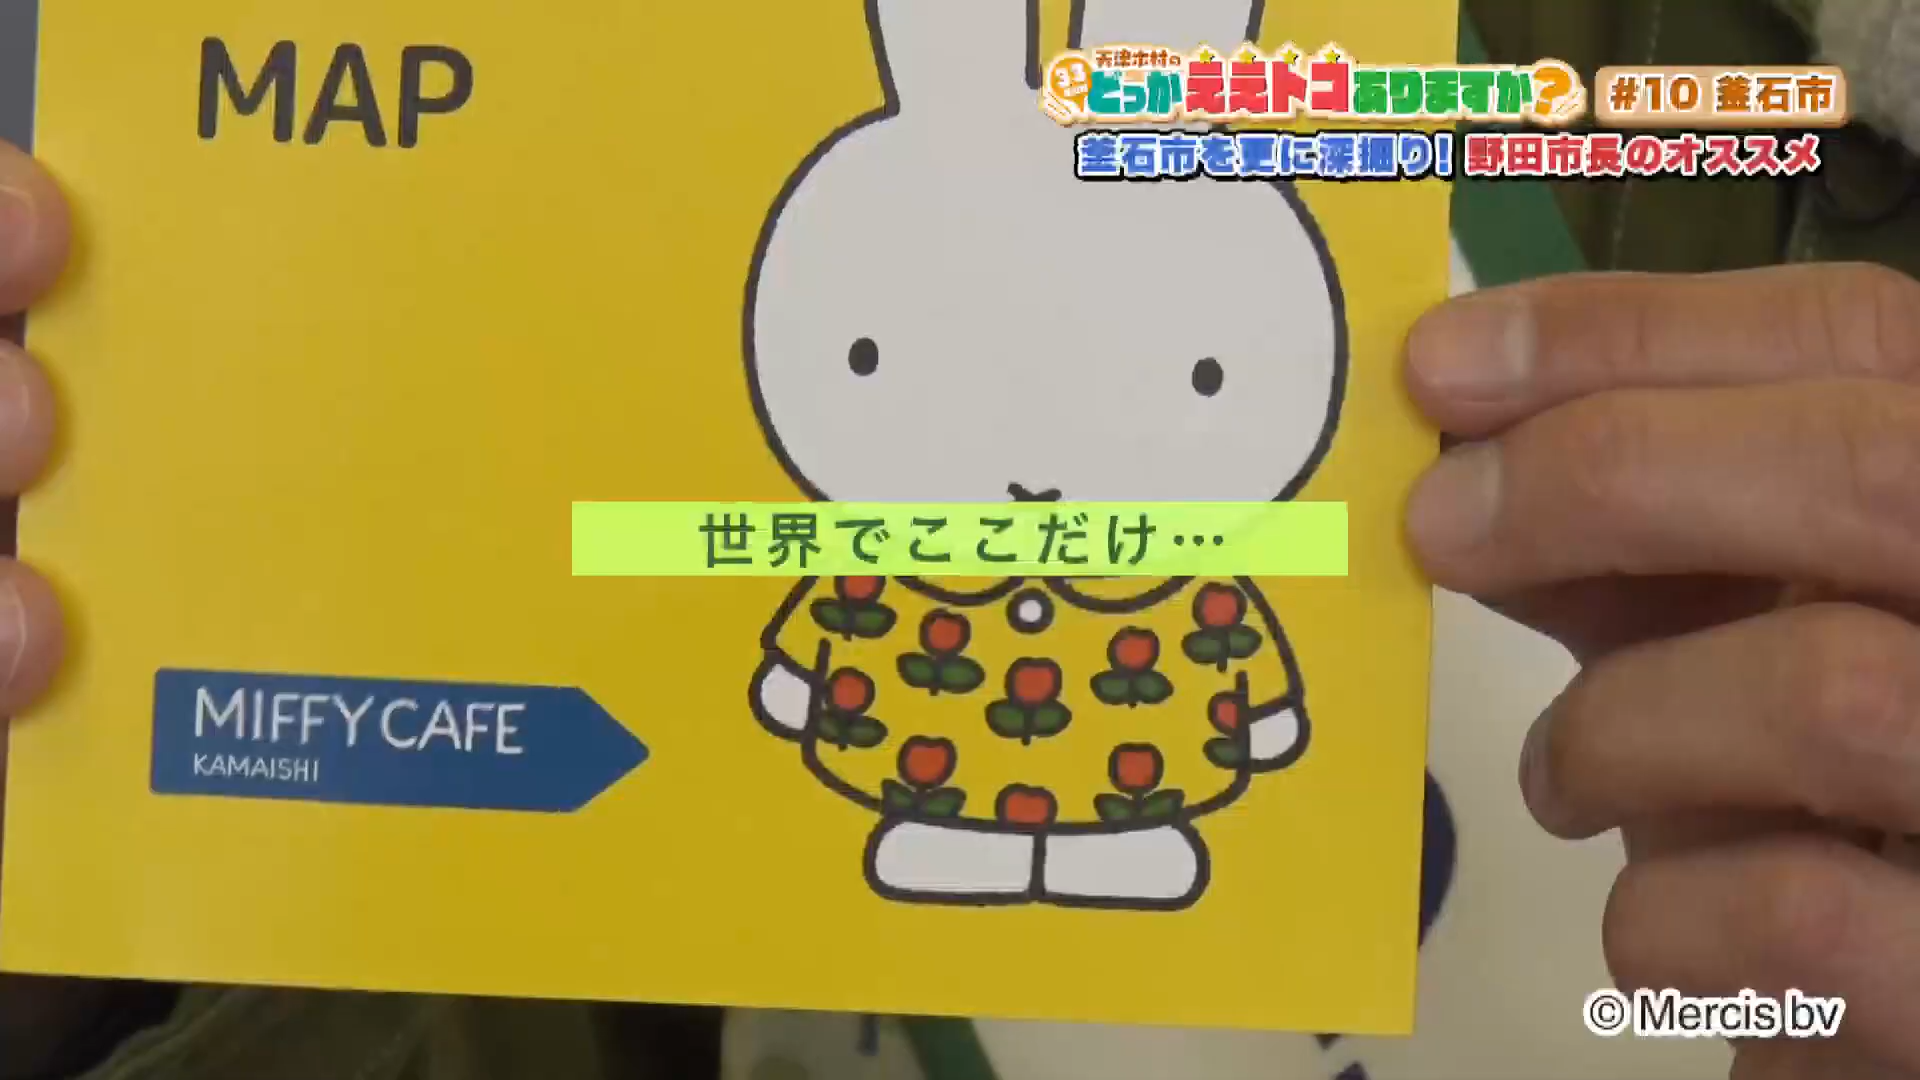 MAP
天津木村の
どっかええトコありますか?
#10 釜石市
釜石市を更に深掘り! 野田市長のオススメ
世界でここだけ…
MIFFY CAFE
KAMAISHI
© Mercis bv